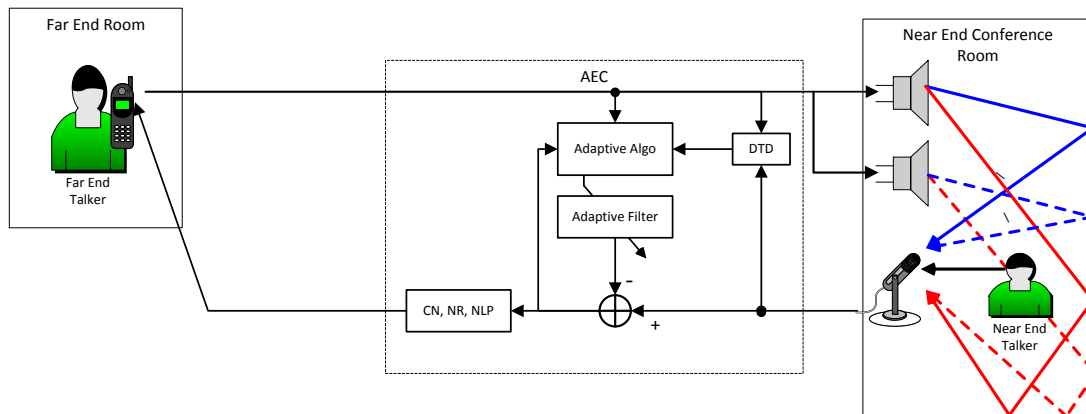 Far End Room
Near End Conference
Room
AEC
Adaptive Algo
DTD
Far End
Talker
Adaptive Filter
-
CN, NR, NLP
+
Near End
Talker